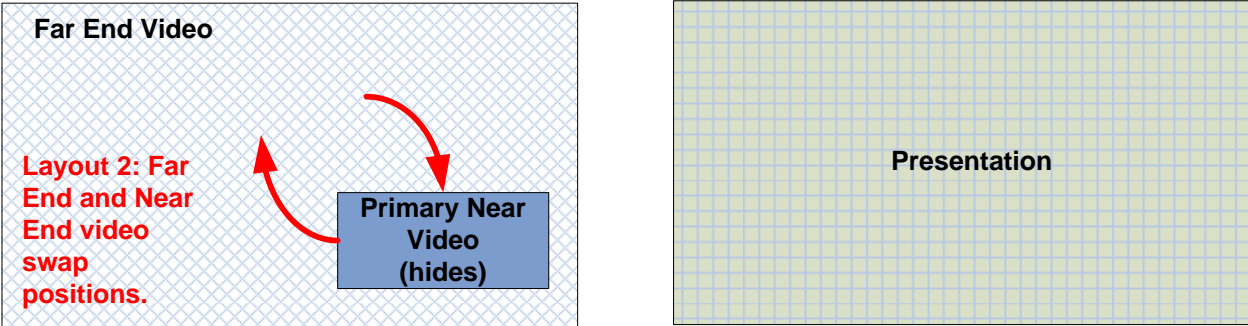 Far End Video
Layout 2: Far
End and Near
End video
swap
positions.
Primary Near
Video
(hides)
Presentation